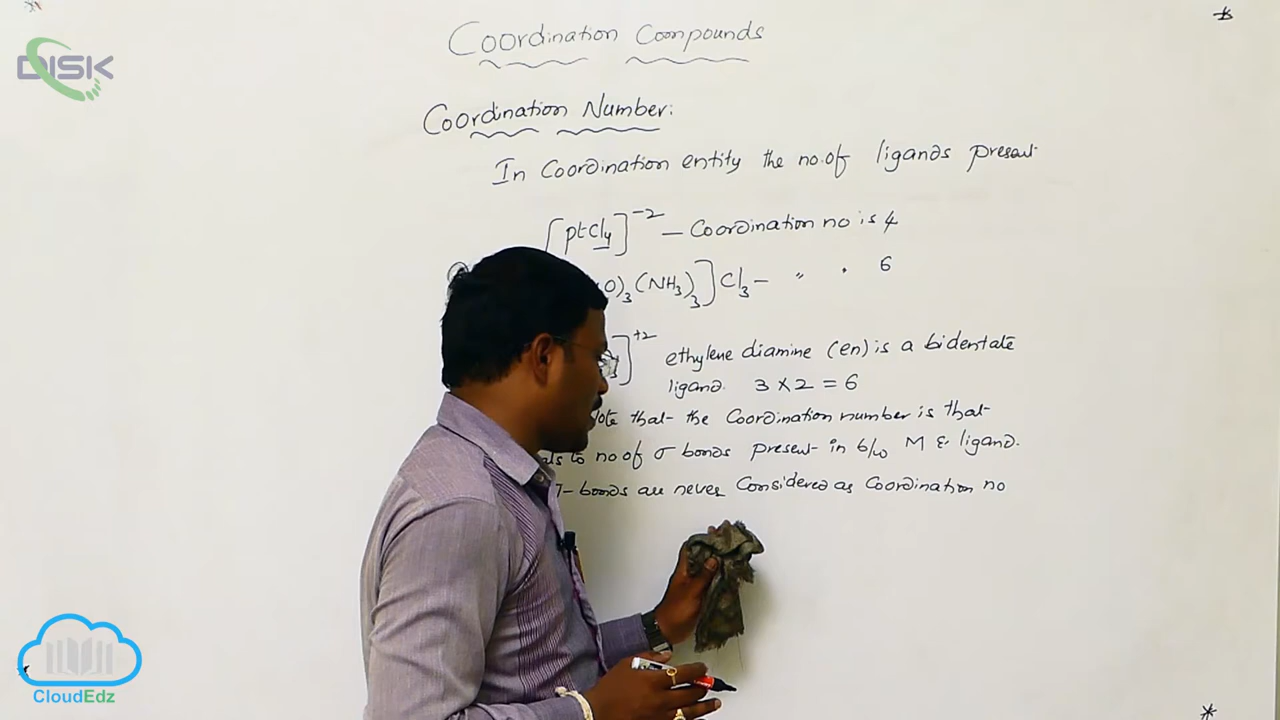 DISK
Coordination Compounds
Coordination Number:
In Coordination entity the no. of ligands present
[ptCl4]-2 — Coordination no is 4
O)3(NH3)3]Cl3 — " " 6
]+2 ethylene diamine (en) is a bidentate
ligand. 3 x 2 = 6
Note that the Coordination number is that
to no of σ bonds present in b/w M & ligand.
π-bonds are never Considered as Coordination no
CloudEdz